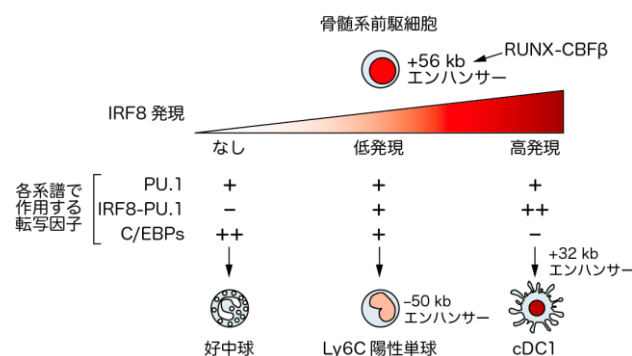 骨髄系前駆細胞
+56 kb
エンハンサー
RUNX-CBFβ
IRF8 発現
なし
低発現
高発現
各系譜で
作用する
転写因子
PU.1 + + +
IRF8-PU.1 − + ++
C/EBPs ++ + −
+32 kb
エンハンサー
−50 kb
エンハンサー
好中球
Ly6C 陽性単球
cDC1